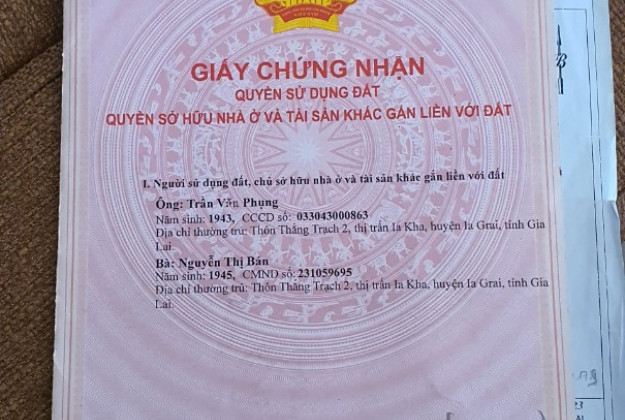 GIẤY CHỨNG NHẬN
QUYỀN SỬ DỤNG ĐẤT
QUYỀN SỞ HỮU NHÀ Ở VÀ TÀI SẢN KHÁC GẮN LIỀN VỚI ĐẤT
I. Người sử dụng đất, chủ sở hữu nhà ở và tài sản khác gắn liền với đất
Ông: Trần Văn Phụng
Năm sinh: 1943, CCCD số: 033043000863
Địa chỉ thường trú: Thôn Thắng Trạch 2, thị trấn Ia Kha, huyện Ia Grai, tỉnh Gia
Lai.
Bà: Nguyễn Thị Bán
Năm sinh: 1945, CMND số: 231059695
Địa chỉ thường trú: Thôn Thắng Trạch 2, thị trấn Ia Kha, huyện Ia Grai, tỉnh Gia
Lai.
23